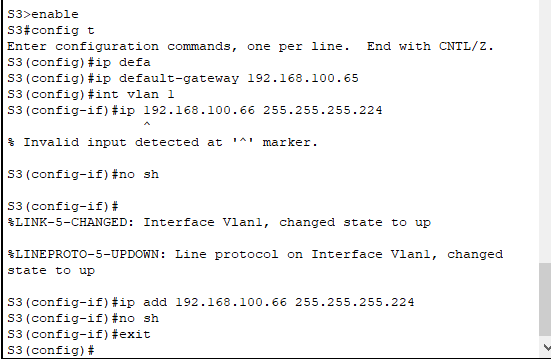 S3>enable
S3#config t
Enter configuration commands, one per line.  End with CNTL/Z.
S3(config)#ip defa
S3(config)#ip default-gateway 192.168.100.65
S3(config)#int vlan 1
S3(config-if)#ip 192.168.100.66 255.255.255.224
                 ^
% Invalid input detected at '^' marker.
S3(config-if)#no sh
S3(config-if)#
%LINK-5-CHANGED: Interface Vlan1, changed state to up
%LINEPROTO-5-UPDOWN: Line protocol on Interface Vlan1, changed
state to up
S3(config-if)#ip add 192.168.100.66 255.255.255.224
S3(config-if)#no sh
S3(config-if)#exit
S3(config)#